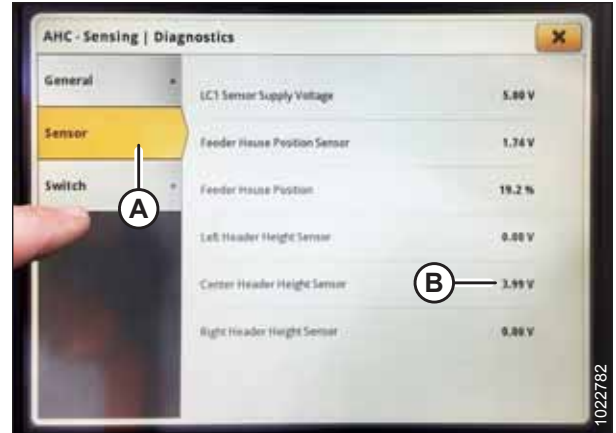 AHC - Sensing | Diagnostics
General
Sensor
Switch
LC1 Sensor Supply Voltage 5.00 V
Feeder House Position Sensor 1.74 V
Feeder House Position 19.2 %
Left Header Height Sensor 0.00 V
Center Header Height Sensor 3.99 V
Right Header Height Sensor 0.00 V
A
B
1022782